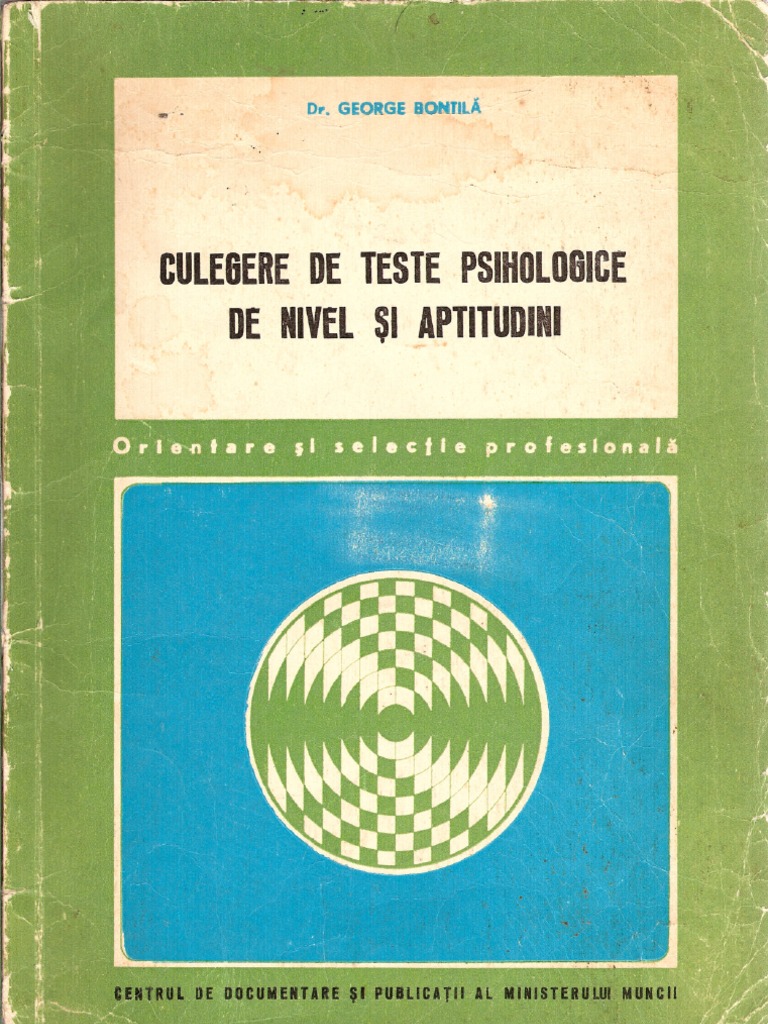 Dr. GEORGE BONTILĂ
CULEGERE DE TESTE PSIHOLOGICE
DE NIVEL ȘI APTITUDINI
Orientare și selecție profesională
CENTRUL DE DOCUMENTARE ȘI PUBLICAȚII AL MINISTERULUI MUNCII